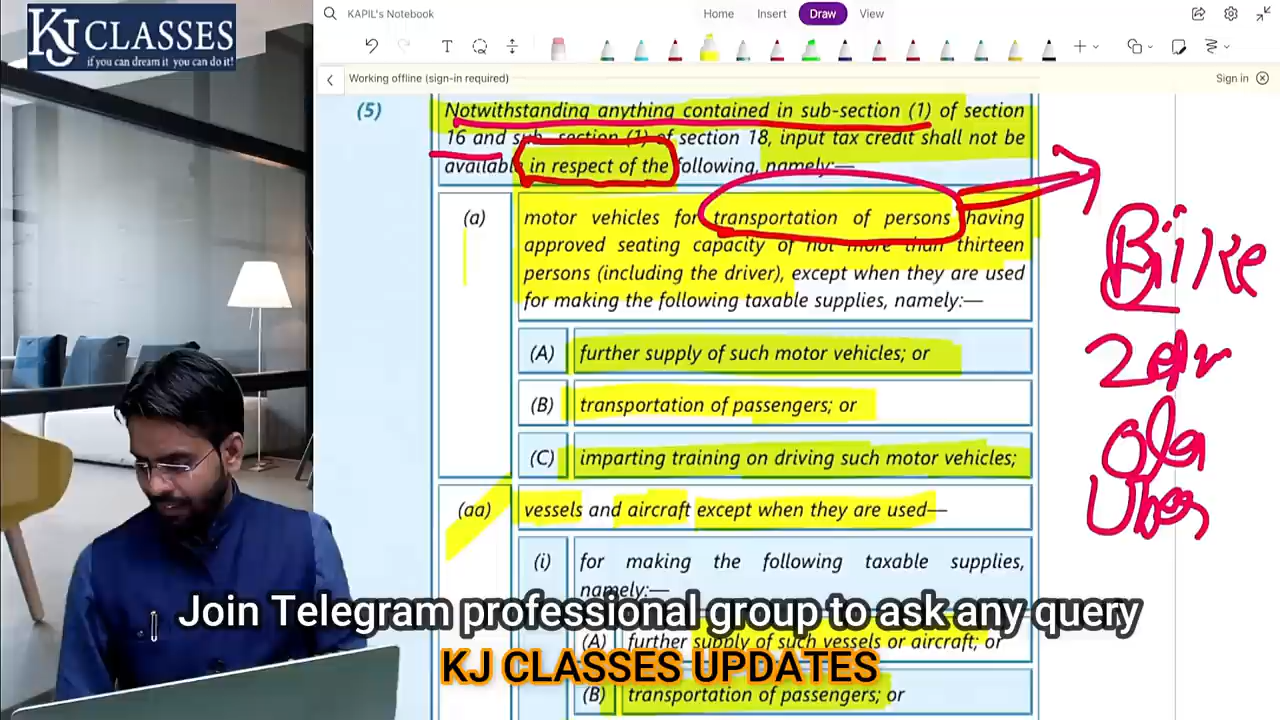 KJ CLASSES
if you can dream it you can do it!
KAPIL's Notebook
Home Insert Draw View
Working offline (sign-in required)
Sign in
(5) Notwithstanding anything contained in sub-section (1) of section
16 and sub-section (1) of section 18, input tax credit shall not be
available in respect of the following, namely:—
(a) motor vehicles for transportation of persons having
approved seating capacity of not more than thirteen
persons (including the driver), except when they are used
for making the following taxable supplies, namely:—
(A) further supply of such motor vehicles; or
(B) transportation of passengers; or
(C) imparting training on driving such motor vehicles;
(aa) vessels and aircraft except when they are used—
(i) for making the following taxable supplies,
namely:—
(A) further supply of such vessels or aircraft; or
(B) transportation of passengers; or
Bike
Ola
Uber
Join Telegram professional group to ask any query
KJ CLASSES UPDATES